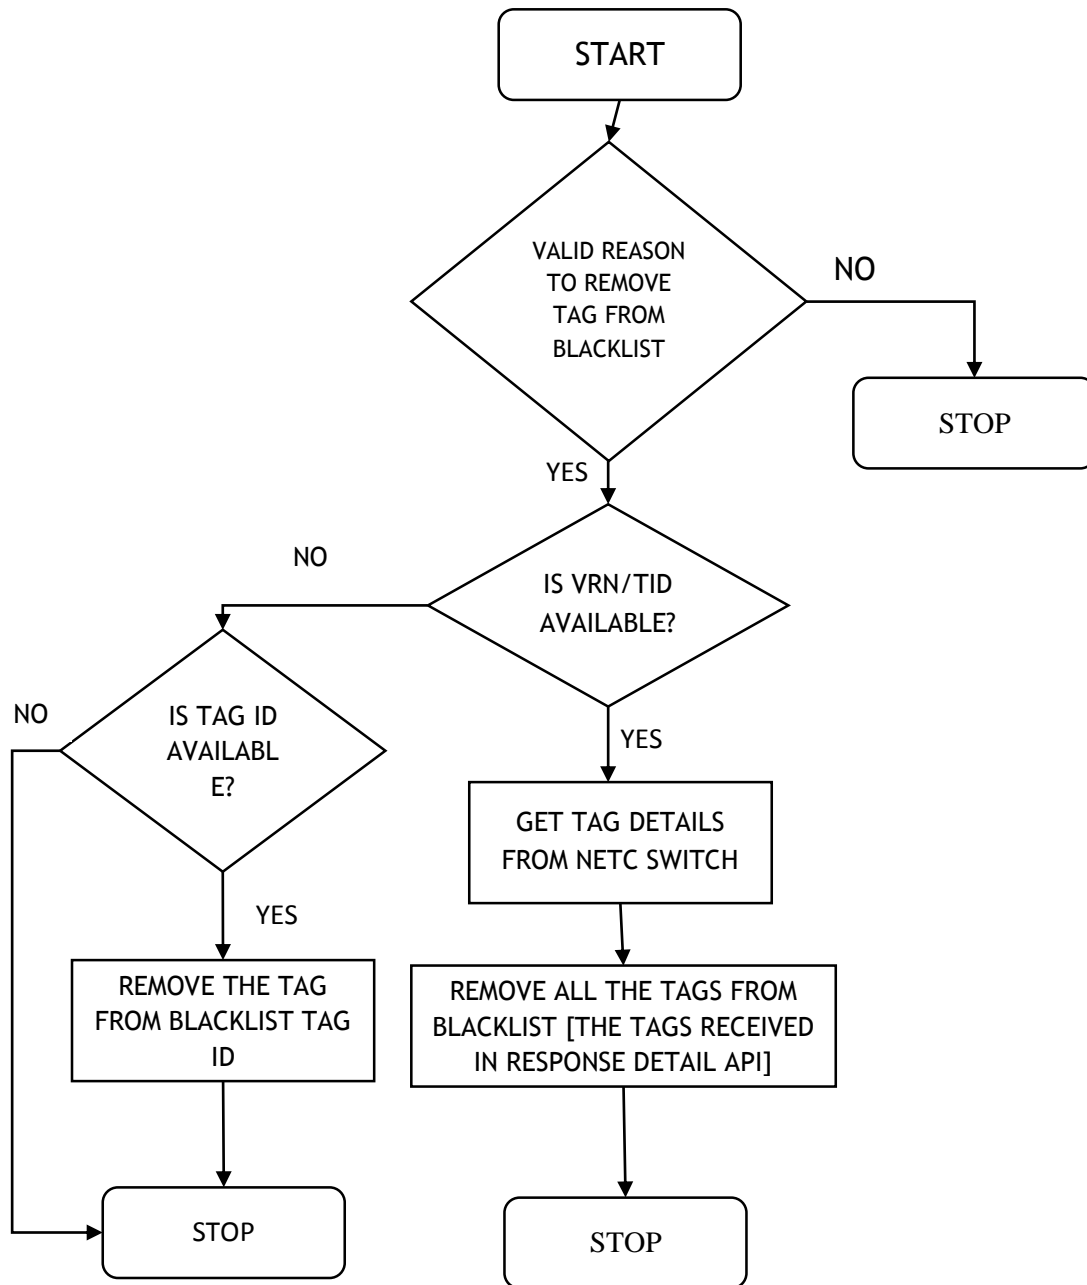 START
VALID REASON
TO REMOVE
TAG FROM
BLACKLIST
NO
STOP
YES
NO
IS VRN/TID
AVAILABLE?
NO
IS TAG ID
AVAILABL
E?
YES
GET TAG DETAILS
FROM NETC SWITCH
YES
REMOVE THE TAG
FROM BLACKLIST TAG
ID
REMOVE ALL THE TAGS FROM
BLACKLIST [THE TAGS RECEIVED
IN RESPONSE DETAIL API]
STOP
STOP